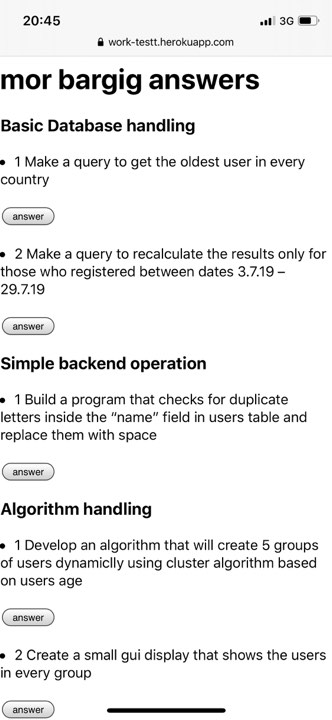 20:45
3G
work-testt.herokuapp.com
mor bargig answers
Basic Database handling
• 1 Make a query to get the oldest user in every
country
answer
• 2 Make a query to recalculate the results only for
those who registered between dates 3.7.19 –
29.7.19
answer
Simple backend operation
• 1 Build a program that checks for duplicate
letters inside the “name” field in users table and
replace them with space
answer
Algorithm handling
• 1 Develop an algorithm that will create 5 groups
of users dynamiclly using cluster algorithm based
on users age
answer
• 2 Create a small gui display that shows the users
in every group
answer